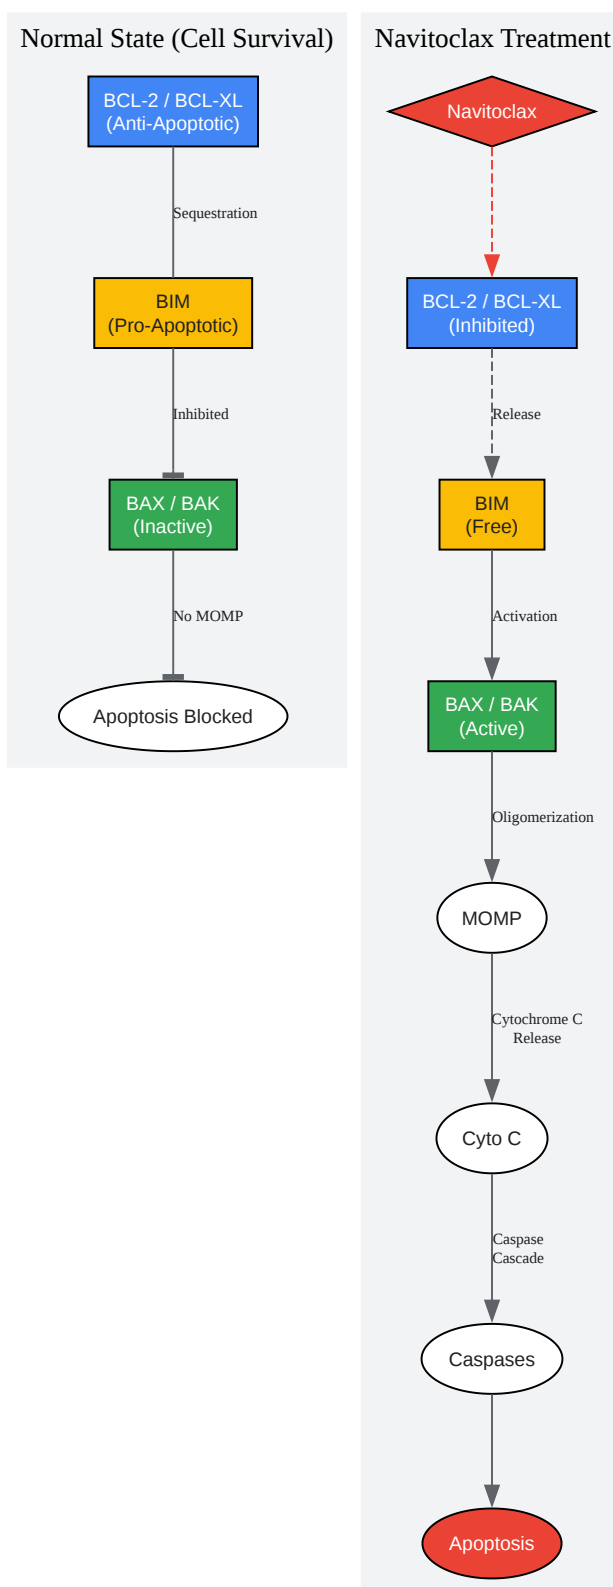 Normal State (Cell Survival)
BCL-2 / BCL-XL
(Anti-Apoptotic)
Sequestration
BIM
(Pro-Apoptotic)
Inhibited
BAX / BAK
(Inactive)
No MOMP
Apoptosis Blocked
Navitoclax Treatment
Navitoclax
BCL-2 / BCL-XL
(Inhibited)
Release
BIM
(Free)
Activation
BAX / BAK
(Active)
Oligomerization
MOMP
Cytochrome C
Release
Cyto C
Caspase
Cascade
Caspases
Apoptosis